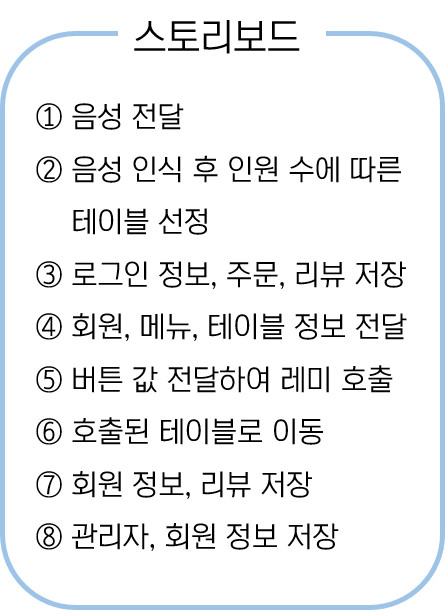 스토리보드
① 음성 전달
② 음성 인식 후 인원 수에 따른
테이블 선정
③ 로그인 정보, 주문, 리뷰 저장
④ 회원, 메뉴, 테이블 정보 전달
⑤ 버튼 값 전달하여 레미 호출
⑥ 호출된 테이블로 이동
⑦ 회원 정보, 리뷰 저장
⑧ 관리자, 회원 정보 저장